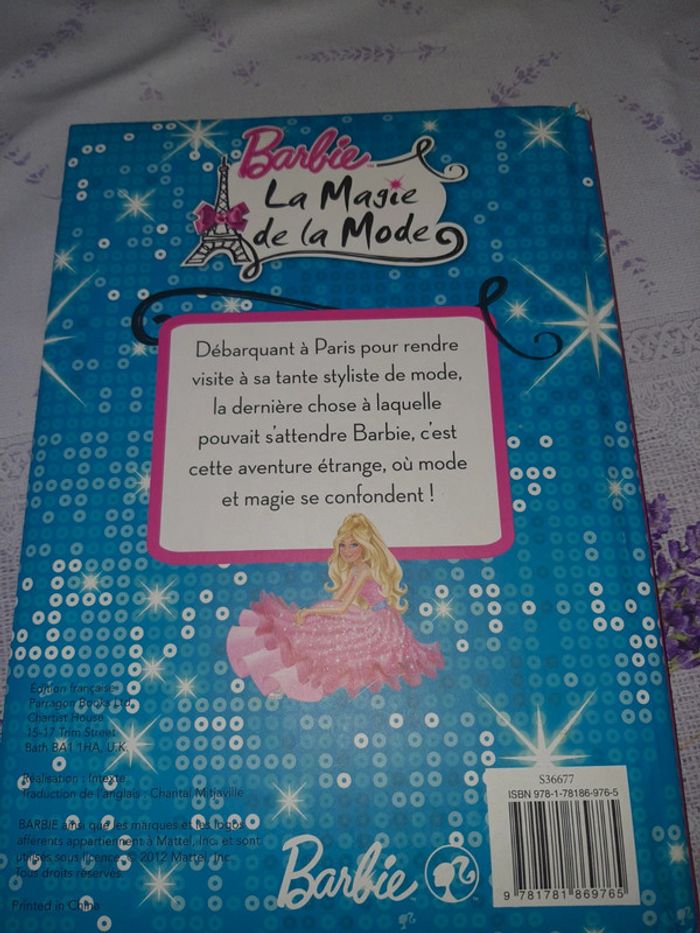 Barbie™
La Magie
de la Mode
Débarquant à Paris pour rendre
visite à sa tante styliste de mode,
la dernière chose à laquelle
pouvait s'attendre Barbie, c'est
cette aventure étrange, où mode
et magie se confondent !
Édition française
Parragon Books Ltd
Chartist House
15-17 Trim Street
Bath BA1 1HA, U.K.
Réalisation : Intexte
Traduction de l'anglais : Chantal Mitjaville
BARBIE ainsi que les marques et les logos
afférents appartiennent à Mattel, Inc. et sont
utilisés sous licence. © 2012 Mattel, Inc.
Tous droits réservés.
Printed in China
Barbie
S36677
ISBN 978-1-78186-976-5
9 781781 869765